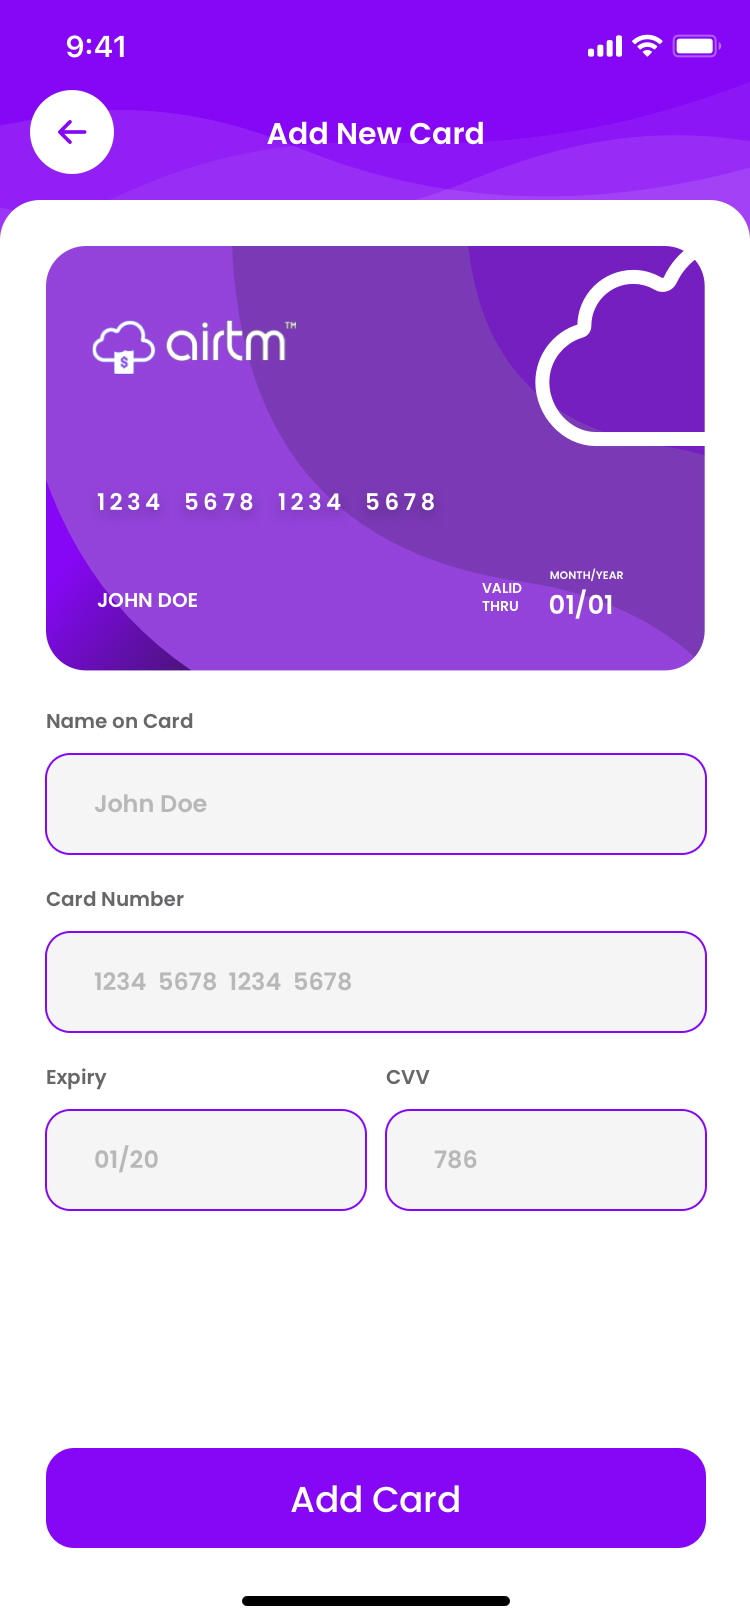 9:41
Add New Card
airtm™
$
1234 5678 1234 5678
MONTH/YEAR
VALID
THRU
01/01
JOHN DOE
Name on Card
John Doe
Card Number
1234 5678 1234 5678
Expiry
CVV
01/20
786
Add Card